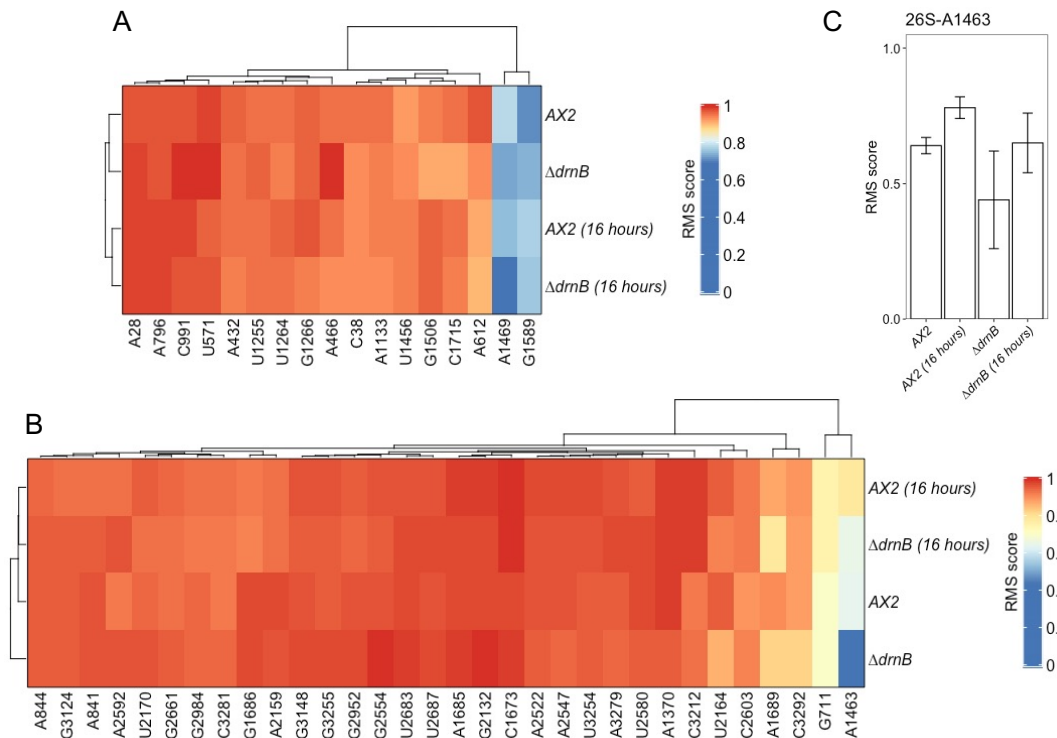 A
AX2
ΔdrnB
AX2 (16 hours)
ΔdrnB (16 hours)
A28
A796
C991
U571
A432
U1255
U1264
G1266
A466
C38
A1133
U1456
G1506
C1715
A612
A1469
G1589
RMS score
1
0.8
0.6
0.4
0.2
0
C
26S-A1463
RMS score
1.0
0.5
0.0
AX2
AX2 (16 hours)
ΔdrnB
ΔdrnB (16 hours)
B
AX2 (16 hours)
ΔdrnB (16 hours)
AX2
ΔdrnB
A844
G3124
A841
A2592
U2170
G2661
G2984
C3281
G1686
A2159
G3148
G3255
G2952
G2554
U2683
U2687
A1685
G2132
C1673
A2522
A2547
U3254
A3279
U2580
A1370
C3212
U2164
C2603
A1689
C3292
G711
A1463
RMS score
1
0.
0.
0.
0.
0